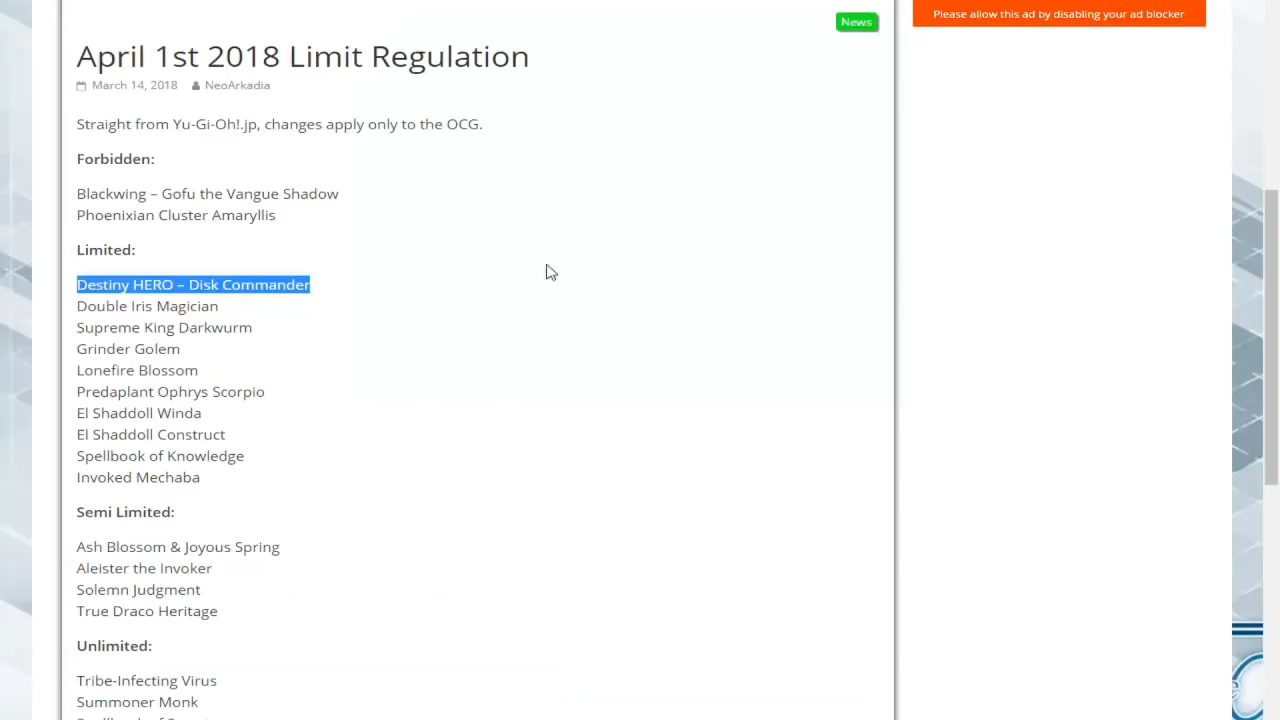 Please allow this ad by disabling your ad blocker
News
April 1st 2018 Limit Regulation
March 14, 2018 NeoArkadia
Straight from Yu-Gi-Oh!.jp, changes apply only to the OCG.
Forbidden:
Blackwing – Gofu the Vangue Shadow
Phoenixian Cluster Amaryllis
Limited:
Destiny HERO – Disk Commander
Double Iris Magician
Supreme King Darkwurm
Grinder Golem
Lonefire Blossom
Predaplant Ophrys Scorpio
El Shaddoll Winda
El Shaddoll Construct
Spellbook of Knowledge
Invoked Mechaba
Semi Limited:
Ash Blossom & Joyous Spring
Aleister the Invoker
Solemn Judgment
True Draco Heritage
Unlimited:
Tribe-Infecting Virus
Summoner Monk